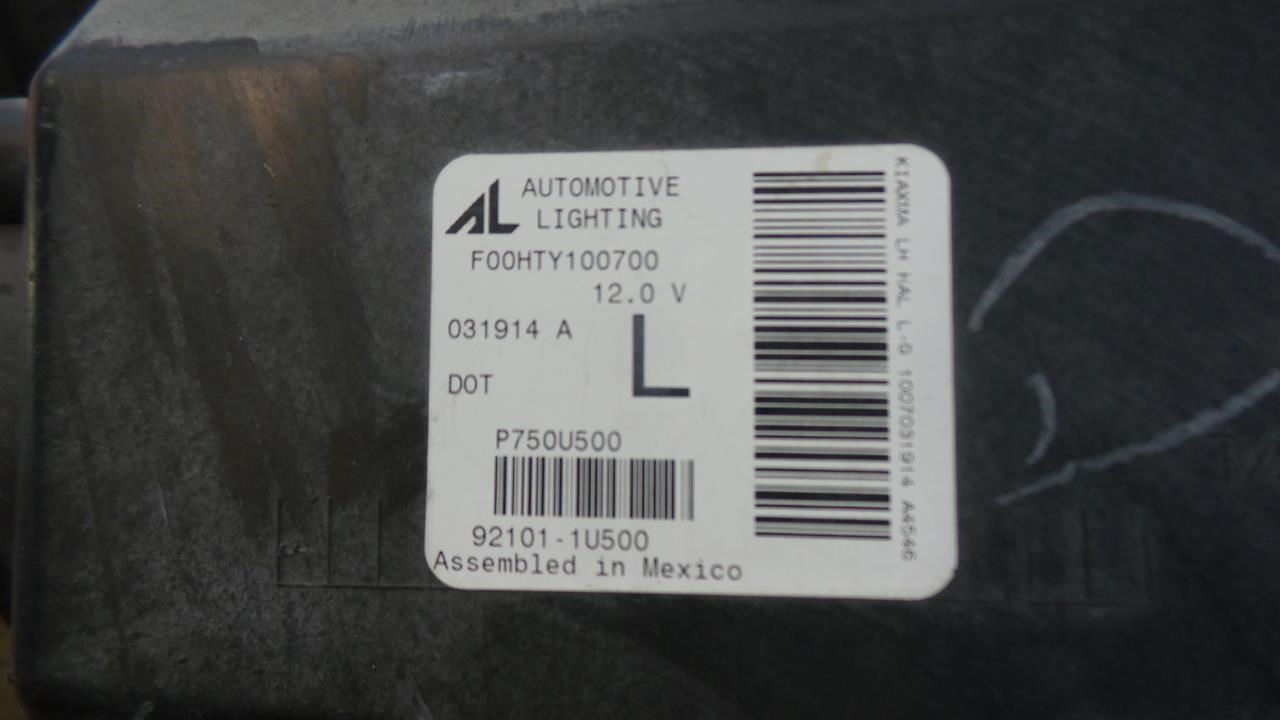 AL AUTOMOTIVE
LIGHTING
F00HTY100700
12.0 V
031914 A
L
DOT
P750U500
92101-1U500
Assembled in Mexico
KIAXMA LH HAL L-G 1007031914 A4546